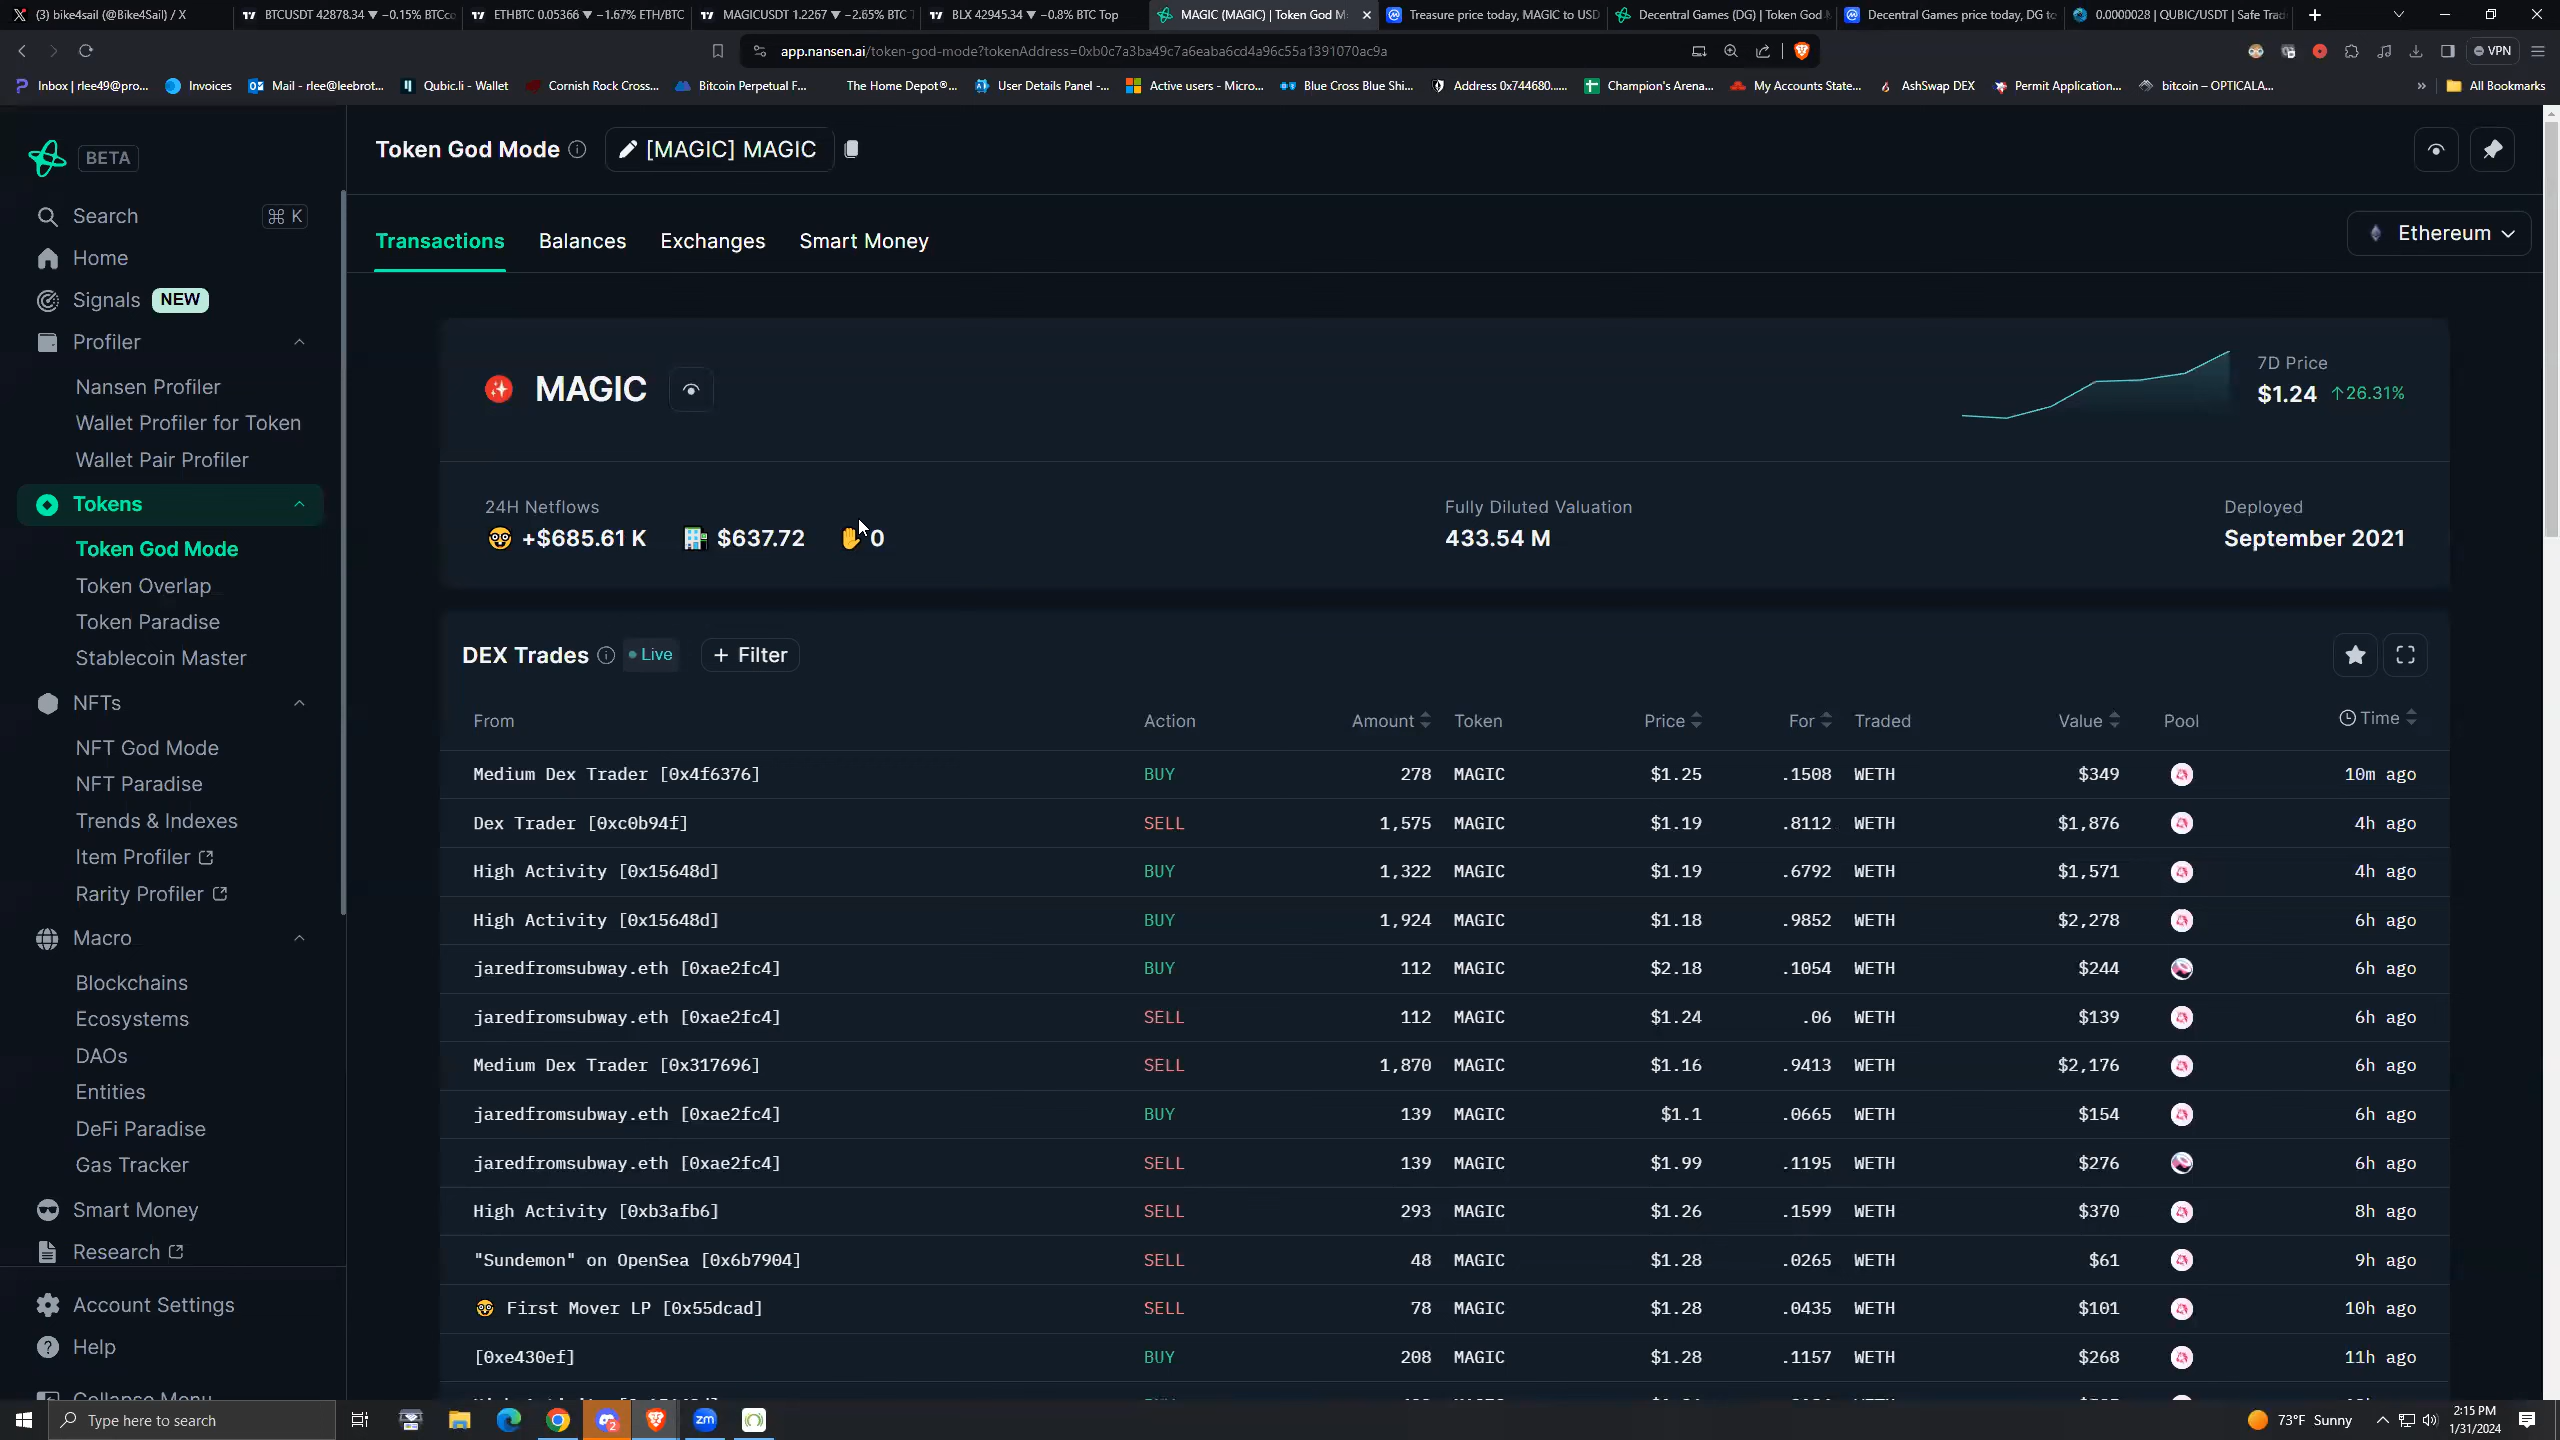 (3) bike4sail (@Bike4Sail) / X
BTCUSDT 42878.34 ▼ −0.15% BTCco
ETHBTC 0.05366 ▼ −1.67% ETH/BTC
MAGICUSDT 1.2267 ▼ −2.65% BTC T
BLX 42945.34 ▼ −0.8% BTC Top
MAGIC (MAGIC) | Token God M
Treasure price today, MAGIC to USD
Decentral Games (DG) | Token God M
Decentral Games price today, DG to
0.0000028 | QUBIC/USDT | Safe Trad
app.nansen.ai/token-god-mode?tokenAddress=0xb0c7a3ba49c7a6eaba6cd4a96c55a1391070ac9a
VPN
Inbox | rlee49@pro...
Invoices
Mail - rlee@leebrot...
Qubic.li - Wallet
Cornish Rock Cross...
Bitcoin Perpetual F...
The Home Depot®...
User Details Panel -...
Active users - Micro...
Blue Cross Blue Shi...
Address 0x744680......
Champion's Arena...
My Accounts State...
AshSwap DEX
Permit Application...
bitcoin – OPTICALA...
»
All Bookmarks
BETA
Search ⌘ K
Home
Signals NEW
Profiler
Nansen Profiler
Wallet Profiler for Token
Wallet Pair Profiler
Tokens
Token God Mode
Token Overlap
Token Paradise
Stablecoin Master
NFTs
NFT God Mode
NFT Paradise
Trends & Indexes
Item Profiler
Rarity Profiler
Macro
Blockchains
Ecosystems
DAOs
Entities
DeFi Paradise
Gas Tracker
Smart Money
Research
Account Settings
Help
Collapse Menu
Token God Mode [MAGIC] MAGIC
Transactions Balances Exchanges Smart Money
Ethereum
MAGIC
7D Price
$1.24 ↑26.31%
24H Netflows
🤓 +$685.61 K 🏦 $637.72 ✋ 0
Fully Diluted Valuation
433.54 M
Deployed
September 2021
DEX Trades Live + Filter
From Action Amount Token Price For Traded Value Pool Time
Medium Dex Trader [0x4f6376] BUY 278 MAGIC $1.25 .1508 WETH $349 10m ago
Dex Trader [0xc0b94f] SELL 1,575 MAGIC $1.19 .8112 WETH $1,876 4h ago
High Activity [0x15648d] BUY 1,322 MAGIC $1.19 .6792 WETH $1,571 4h ago
High Activity [0x15648d] BUY 1,924 MAGIC $1.18 .9852 WETH $2,278 6h ago
jaredfromsubway.eth [0xae2fc4] BUY 112 MAGIC $2.18 .1054 WETH $244 6h ago
jaredfromsubway.eth [0xae2fc4] SELL 112 MAGIC $1.24 .06 WETH $139 6h ago
Medium Dex Trader [0x317696] SELL 1,870 MAGIC $1.16 .9413 WETH $2,176 6h ago
jaredfromsubway.eth [0xae2fc4] BUY 139 MAGIC $1.1 .0665 WETH $154 6h ago
jaredfromsubway.eth [0xae2fc4] SELL 139 MAGIC $1.99 .1195 WETH $276 6h ago
High Activity [0xb3afb6] SELL 293 MAGIC $1.26 .1599 WETH $370 8h ago
"Sundemon" on OpenSea [0x6b7904] SELL 48 MAGIC $1.28 .0265 WETH $61 9h ago
🤓 First Mover LP [0x55dcad] SELL 78 MAGIC $1.28 .0435 WETH $101 10h ago
[0xe430ef] BUY 208 MAGIC $1.28 .1157 WETH $268 11h ago
Type here to search
2
zm
73°F Sunny
2:15 PM
1/31/2024